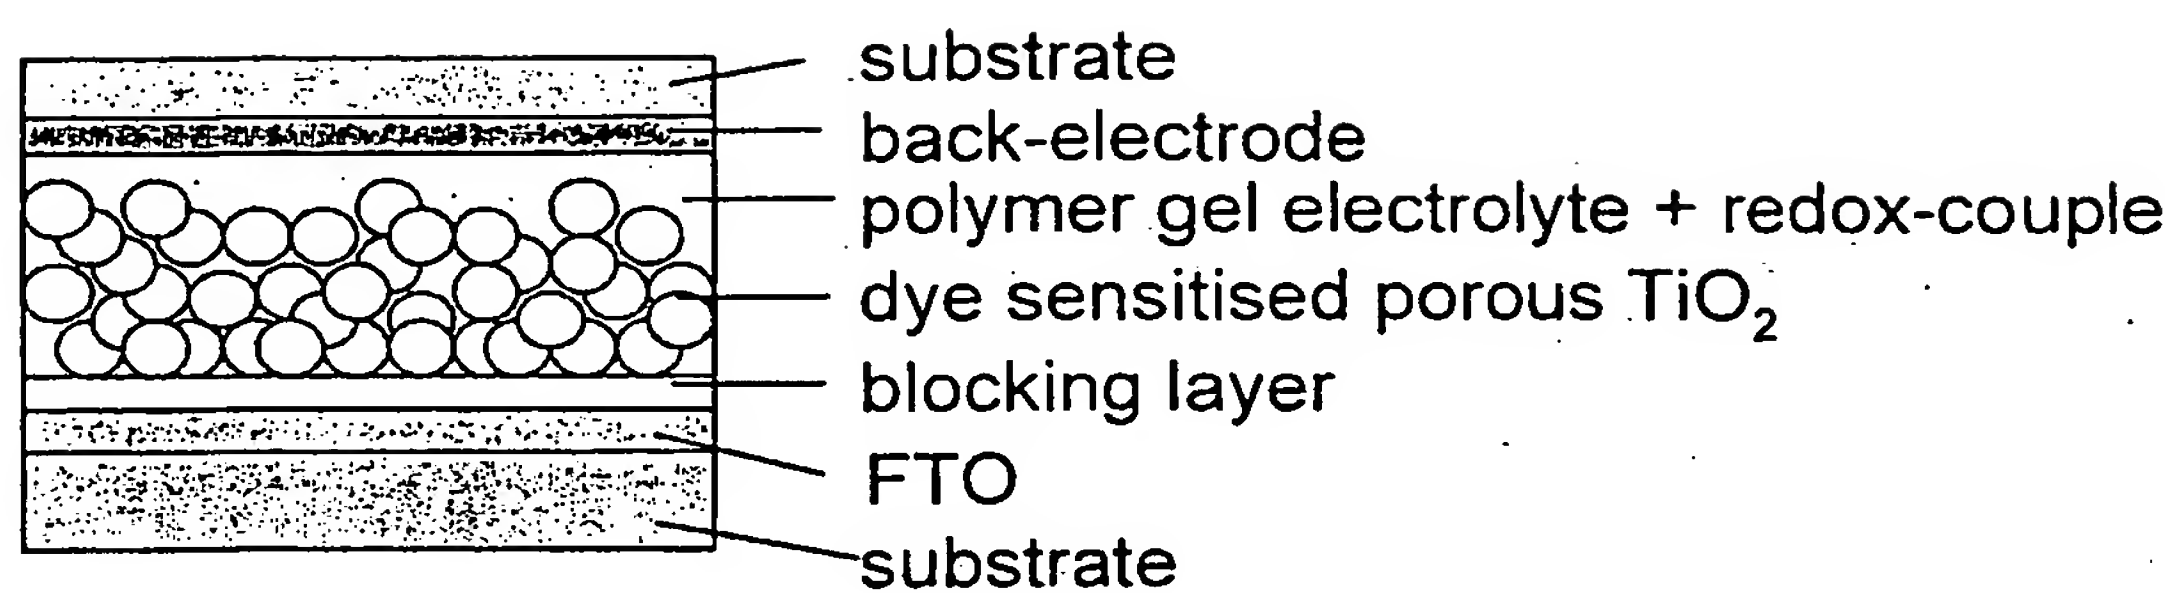 substrate
back-electrode
polymer gel electrolyte + redox-couple
dye sensitised porous TiO₂
blocking layer
FTO
substrate